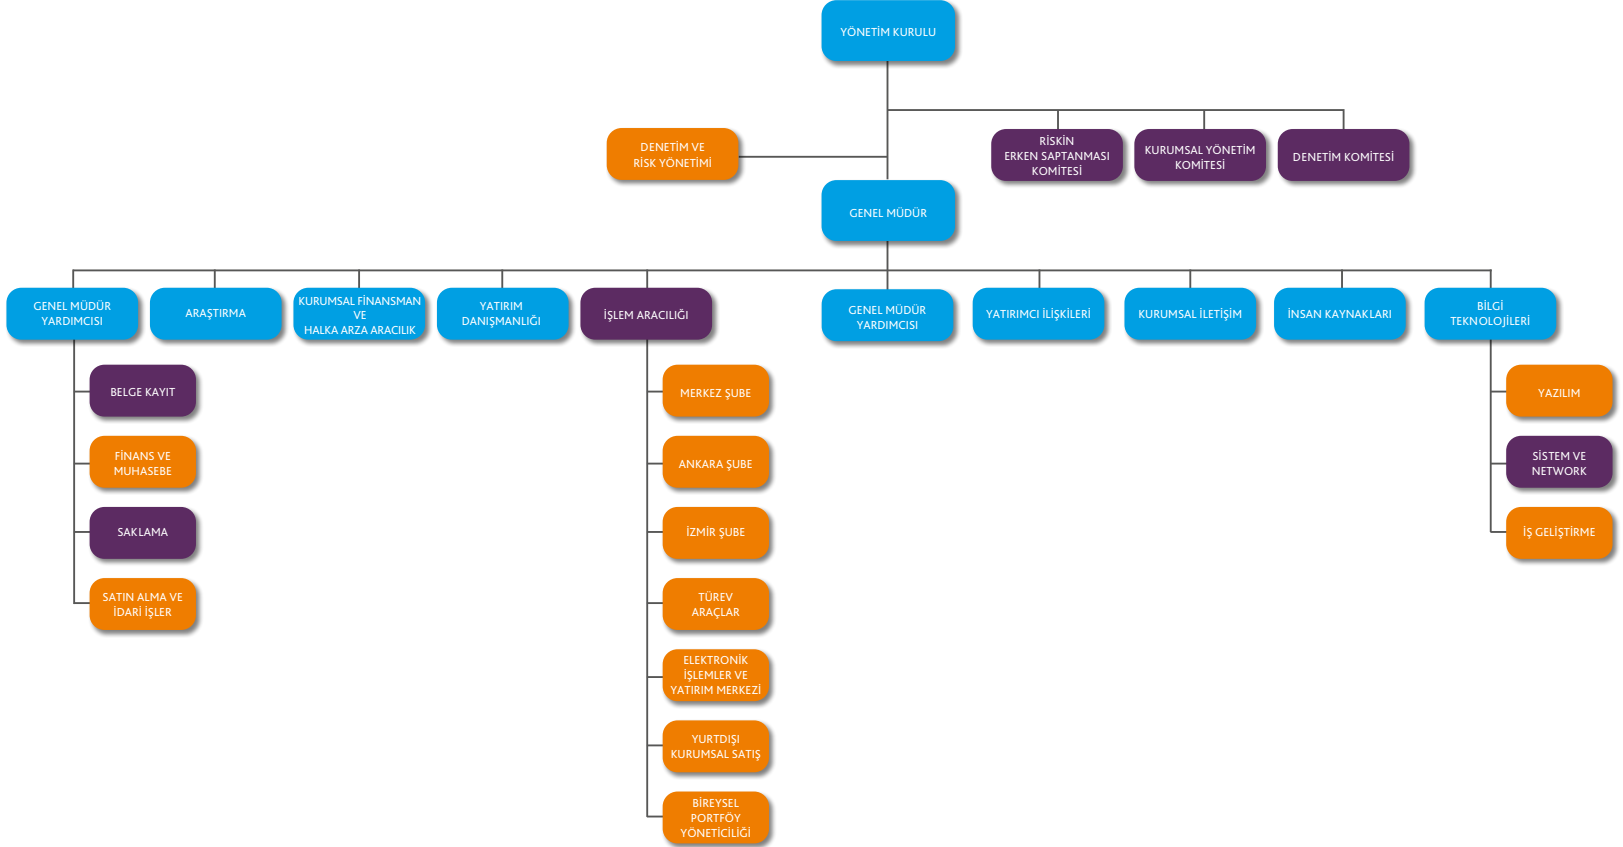 YÖNETİM KURULU
DENETİM VE
RİSK YÖNETİMİ
RİSKİN
ERKEN SAPTANMASI
KOMİTESİ
KURUMSAL YÖNETİM
KOMİTESİ
DENETİM KOMİTESİ
GENEL MÜDÜR
GENEL MÜDÜR
YARDIMCISI
ARAŞTIRMA
KURUMSAL FİNANSMAN
VE
HALKA ARZA ARACILIK
YATIRIM
DANIŞMANLIĞI
İŞLEM ARACILIĞI
GENEL MÜDÜR
YARDIMCISI
YATIRIMCI İLİŞKİLERİ
KURUMSAL İLETİŞİM
İNSAN KAYNAKLARI
BİLGİ
TEKNOLOJİLERİ
BELGE KAYIT
FİNANS VE
MUHASEBE
SAKLAMA
SATIN ALMA VE
İDARİ İŞLER
MERKEZ ŞUBE
ANKARA ŞUBE
İZMİR ŞUBE
TÜREV
ARAÇLAR
ELEKTRONİK
İŞLEMLER VE
YATIRIM MERKEZİ
YURTDIŞI
KURUMSAL SATIŞ
BİREYSEL
PORTFÖY
YÖNETİCİLİĞİ
YAZILIM
SİSTEM VE
NETWORK
İŞ GELİŞTİRME